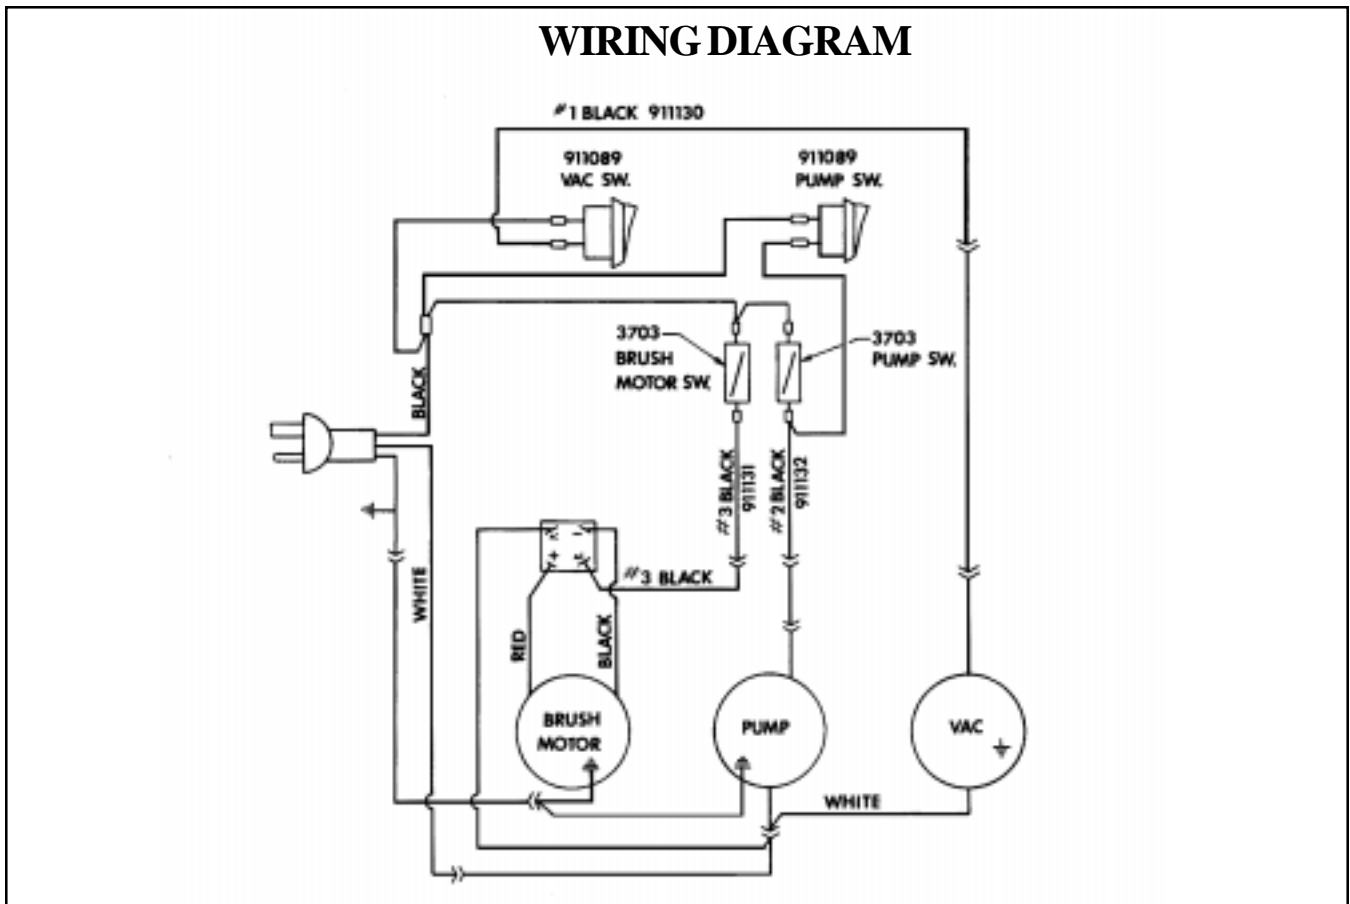 WIRING DIAGRAM
#1 BLACK 911130
911089
VAC SW.
911089
PUMP SW.
3703
BRUSH
MOTOR SW.
3703
PUMP SW.
BLACK
#3 BLACK
911131
#2 BLACK
911132
WHITE
+
-
#3 BLACK
RED
BLACK
BRUSH
MOTOR
PUMP
VAC
WHITE